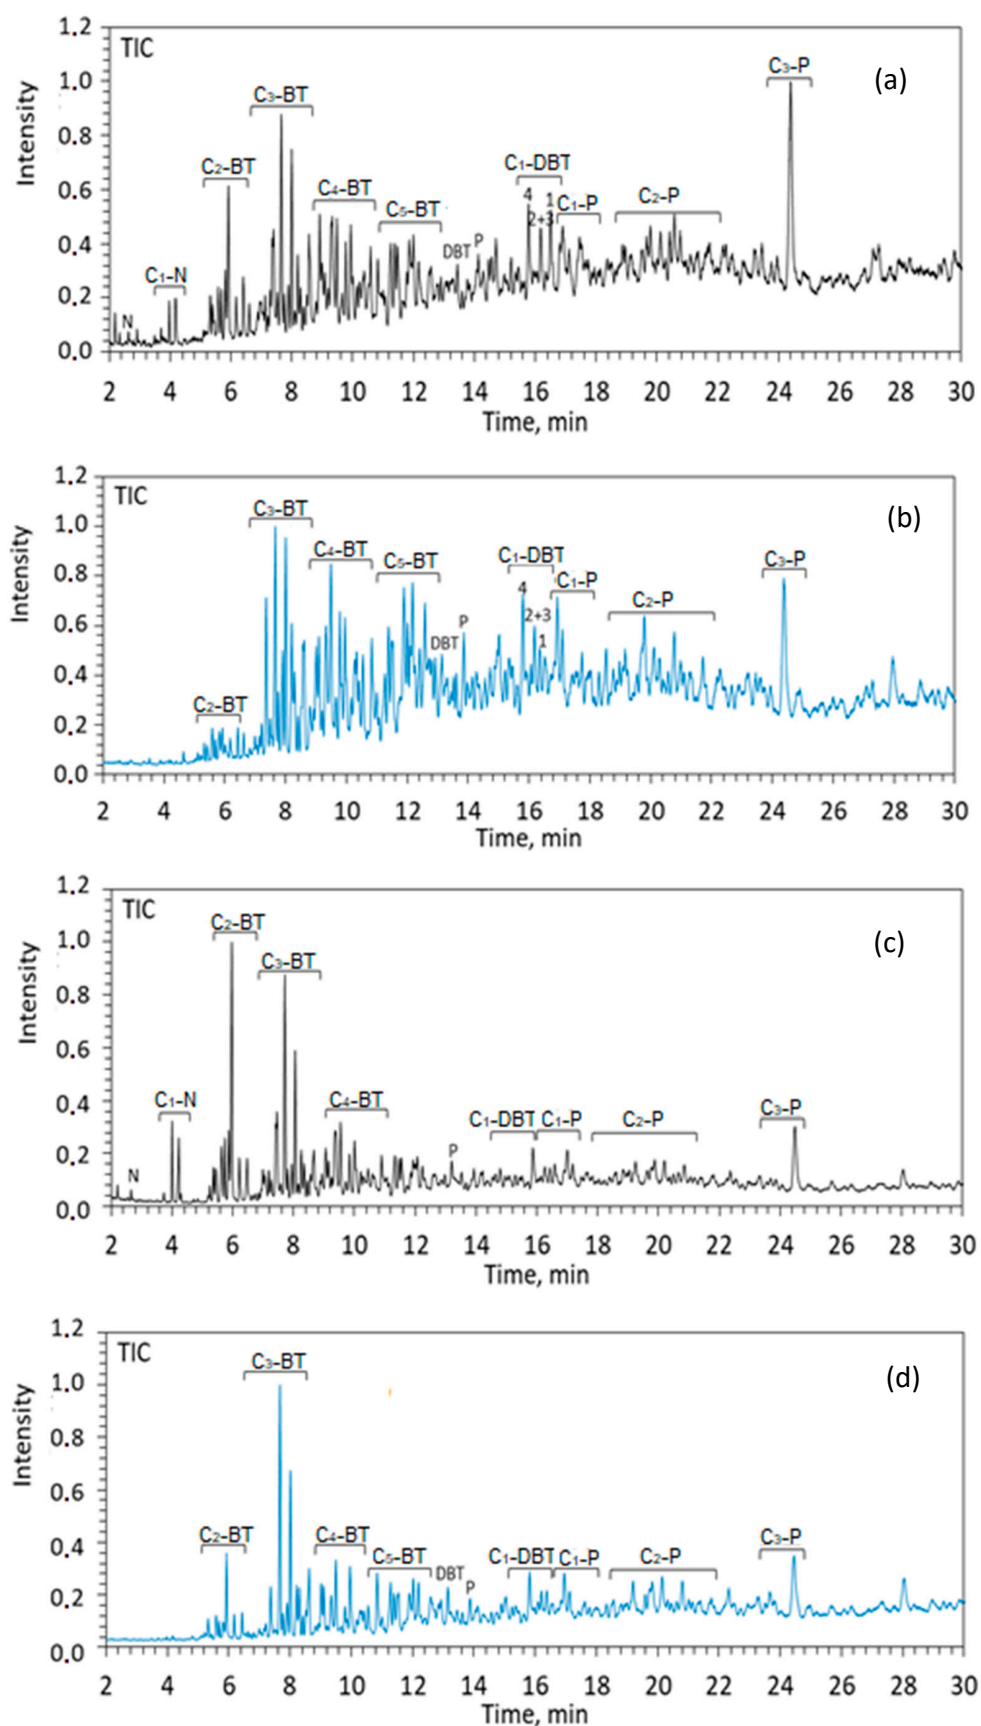 TIC
(a)
Intensity
1.2
1.0
0.8
0.6
0.4
0.2
0.0
N
C1-N
C2-BT
C3-BT
C4-BT
C5-BT
DBT
P
C1-DBT
4
2+3
1
C1-P
C2-P
C3-P
2 4 6 8 10 12 14 16 18 20 22 24 26 28 30
Time, min
TIC
(b)
Intensity
1.2
1.0
0.8
0.6
0.4
0.2
0.0
C2-BT
C3-BT
C4-BT
C5-BT
DBT
P
C1-DBT
4
2+3
1
C1-P
C2-P
C3-P
2 4 6 8 10 12 14 16 18 20 22 24 26 28 30
Time, min
TIC
(c)
Intensity
1.2
1.0
0.8
0.6
0.4
0.2
0.0
N
C1-N
C2-BT
C3-BT
C4-BT
P
C1-DBT
C1-P
C2-P
C3-P
2 4 6 8 10 12 14 16 18 20 22 24 26 28 30
Time, min
TIC
(d)
Intensity
1.2
1.0
0.8
0.6
0.4
0.2
0.0
C2-BT
C3-BT
C4-BT
C5-BT
DBT
P
C1-DBT
C1-P
C2-P
C3-P
2 4 6 8 10 12 14 16 18 20 22 24 26 28 30
Time, min